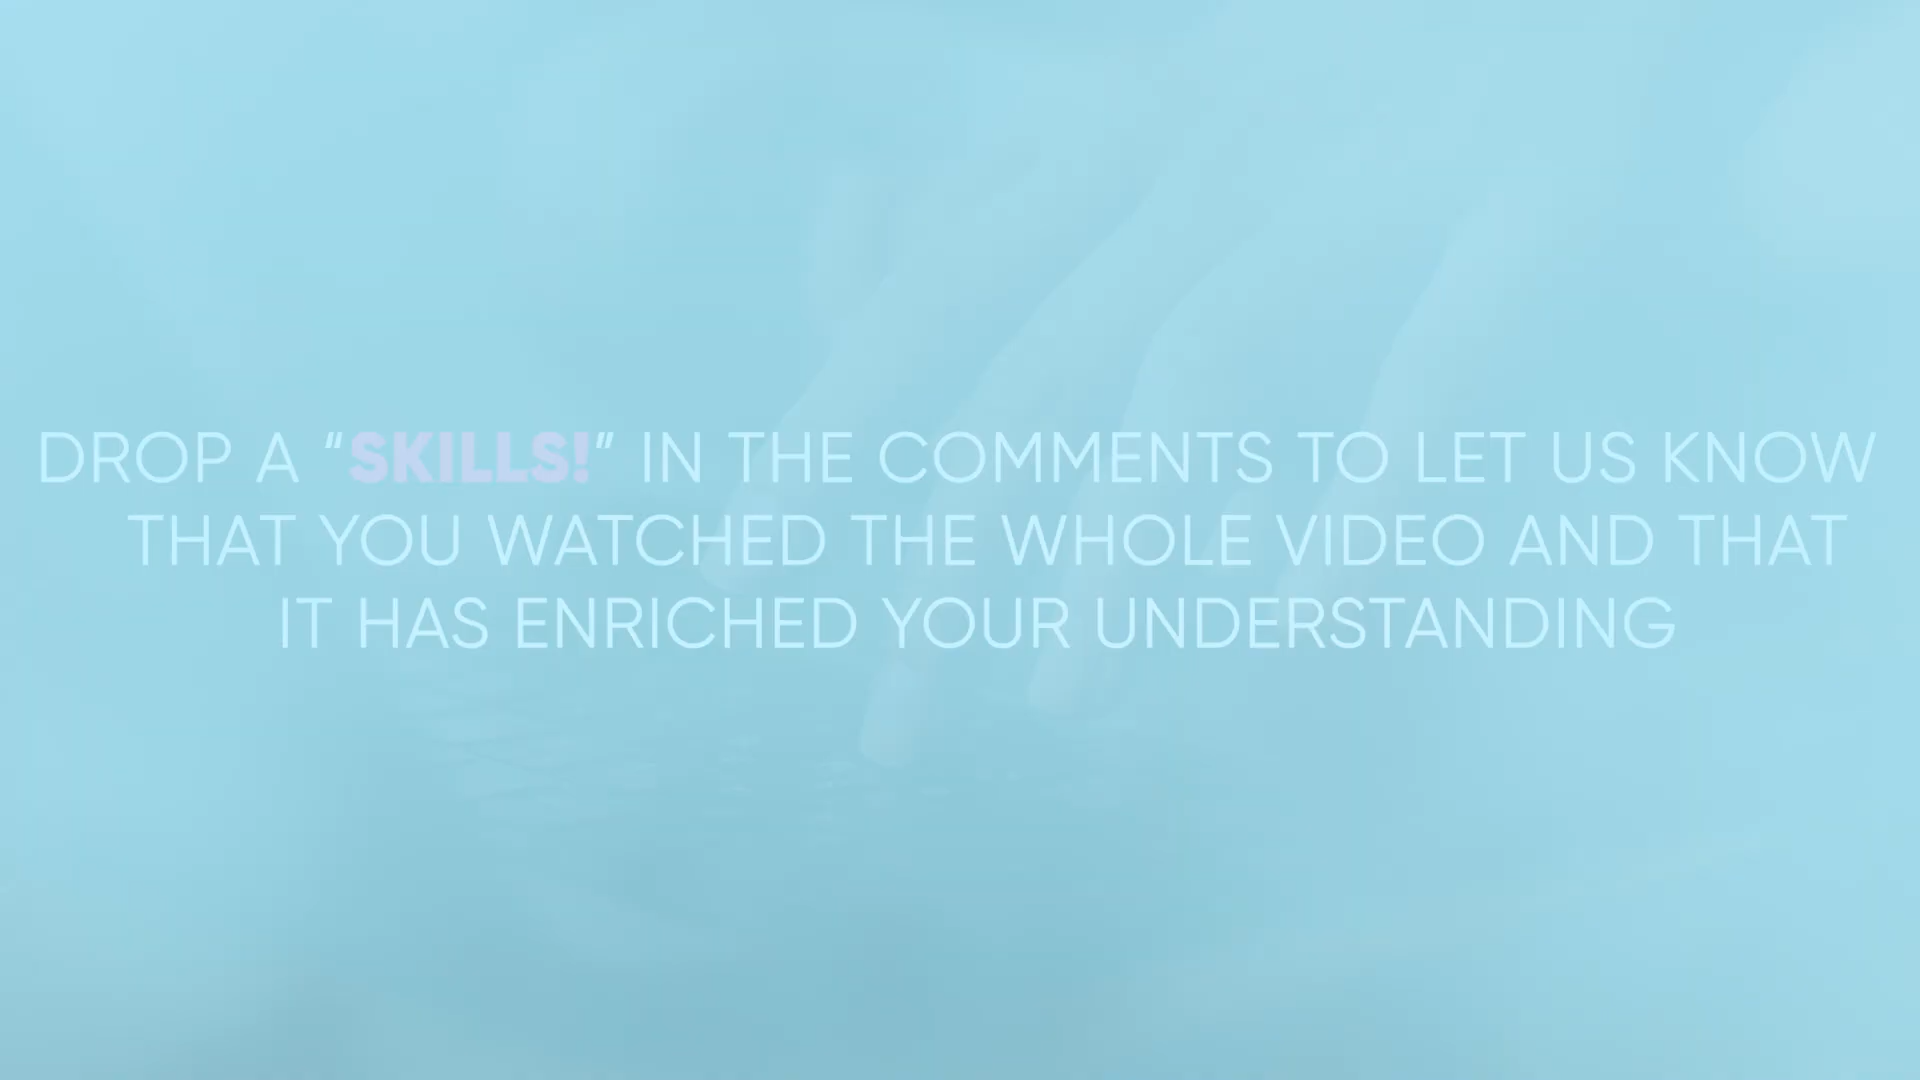 DROP A “SKILLS!” IN THE COMMENTS TO LET US KNOW
THAT YOU WATCHED THE WHOLE VIDEO AND THAT
IT HAS ENRICHED YOUR UNDERSTANDING